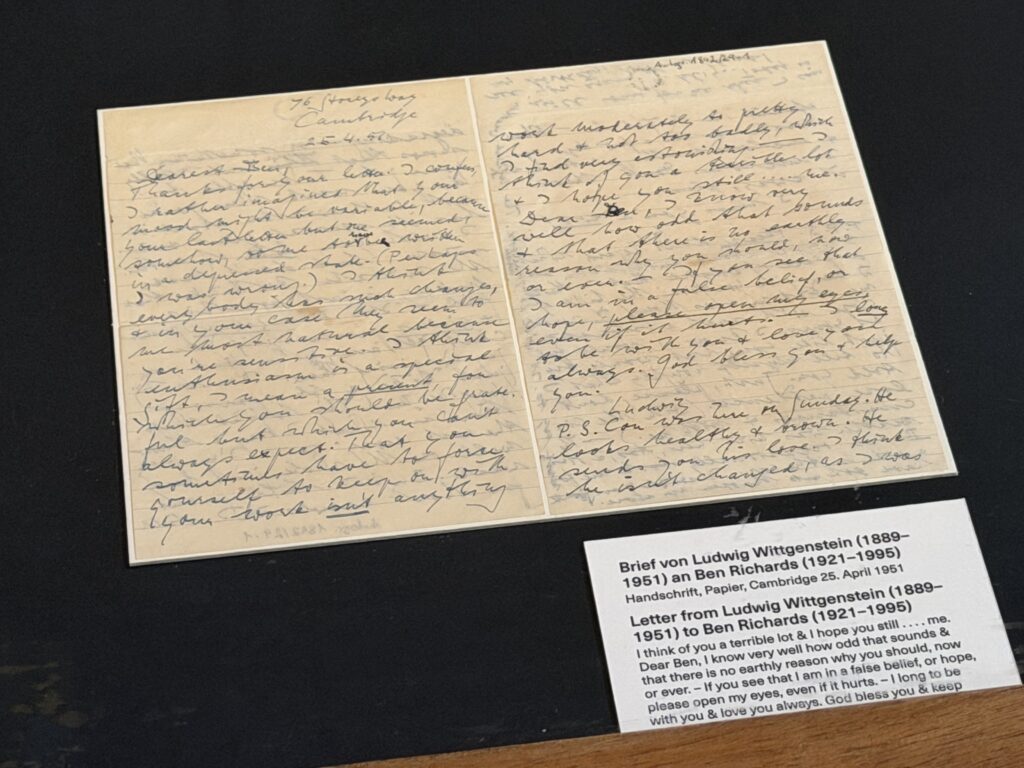 76 Storeys Way
Cambridge
25.4.51
Dearest Ben,
Thanks for your letter. I confess
I rather imagined that your
mood might be variable, because
your last letter but one seemed,
somehow, to me to have been written
in a depressed state. (Perhaps
I was wrong) I think
everybody has such changes,
& in your case they seem to
me most natural because
you're sensitive. I think
enthusiasm is a special
gift, I mean a present, for
which you should be grate-
ful but which you can't
always expect. That you
sometimes have to force
yourself to keep on with
your work isn't anything
Autogr. 1842/29-1
work moderately to pretty
hard & not too badly, which
I find very astounding. I
think of you a terrible lot
& I hope you still .... me.
Dear Ben, I know very
well how odd that sounds
& that there is no earthly
reason why you should, now
or ever. – If you see that
I am in a false belief, or
hope, please open my eyes,
even if it hurts. – I long
to be with you & love you
always. God bless you & help
you.
Ludwig
P.S. Con was here on Sunday. He
looks healthy & brown. He
sends you his love. I think
he isn't changed, as I was
Brief von Ludwig Wittgenstein (1889–
1951) an Ben Richards (1921–1995)
Handschrift, Papier, Cambridge 25. April 1951
Letter from Ludwig Wittgenstein (1889–
1951) to Ben Richards (1921–1995)
I think of you a terrible lot & I hope you still . . . . me.
Dear Ben, I know very well how odd that sounds &
that there is no earthly reason why you should, now
or ever. – If you see that I am in a false belief, or hope,
please open my eyes, even if it hurts. – I long to be
with you & love you always. God bless you & keep